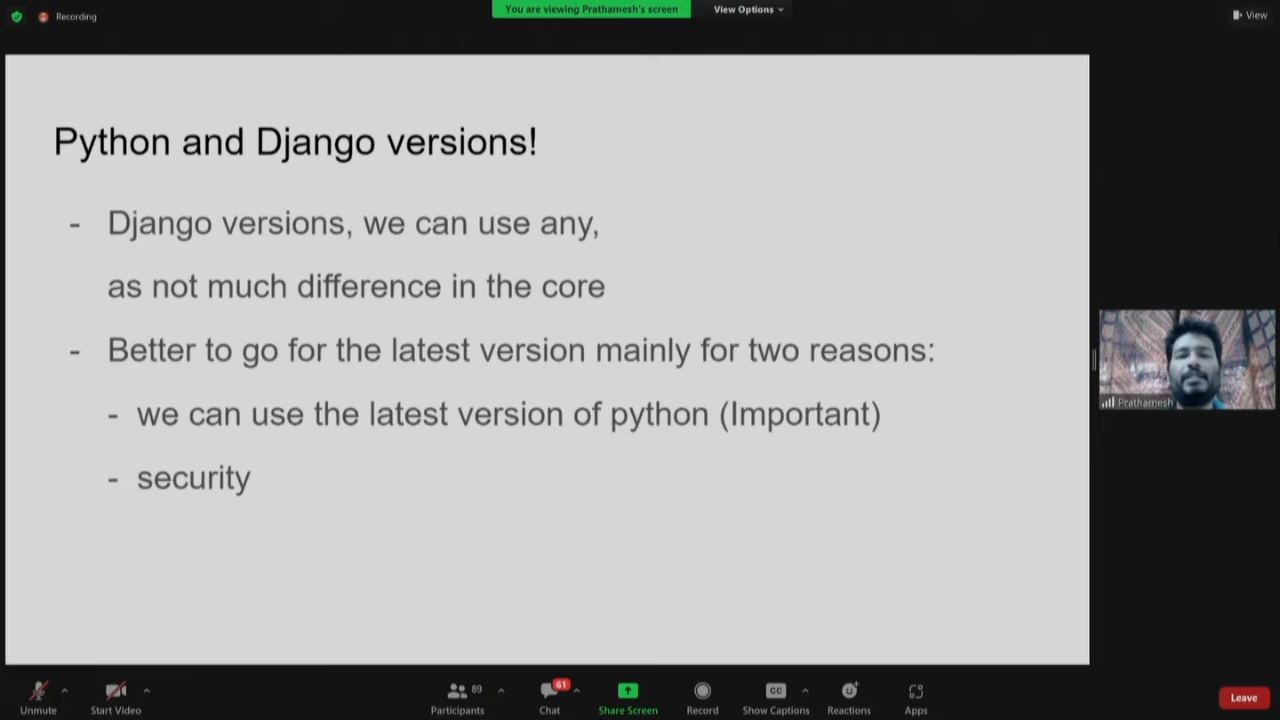 Recording
You are viewing Prathamesh's screen
View Options
View
Python and Django versions!
- Django versions, we can use any,
as not much difference in the core
- Better to go for the latest version mainly for two reasons:
- we can use the latest version of python (Important)
- security
Prathamesh
Unmute
Start Video
89
Participants
61
Chat
Share Screen
Record
CC
Show Captions
Reactions
Apps
Leave